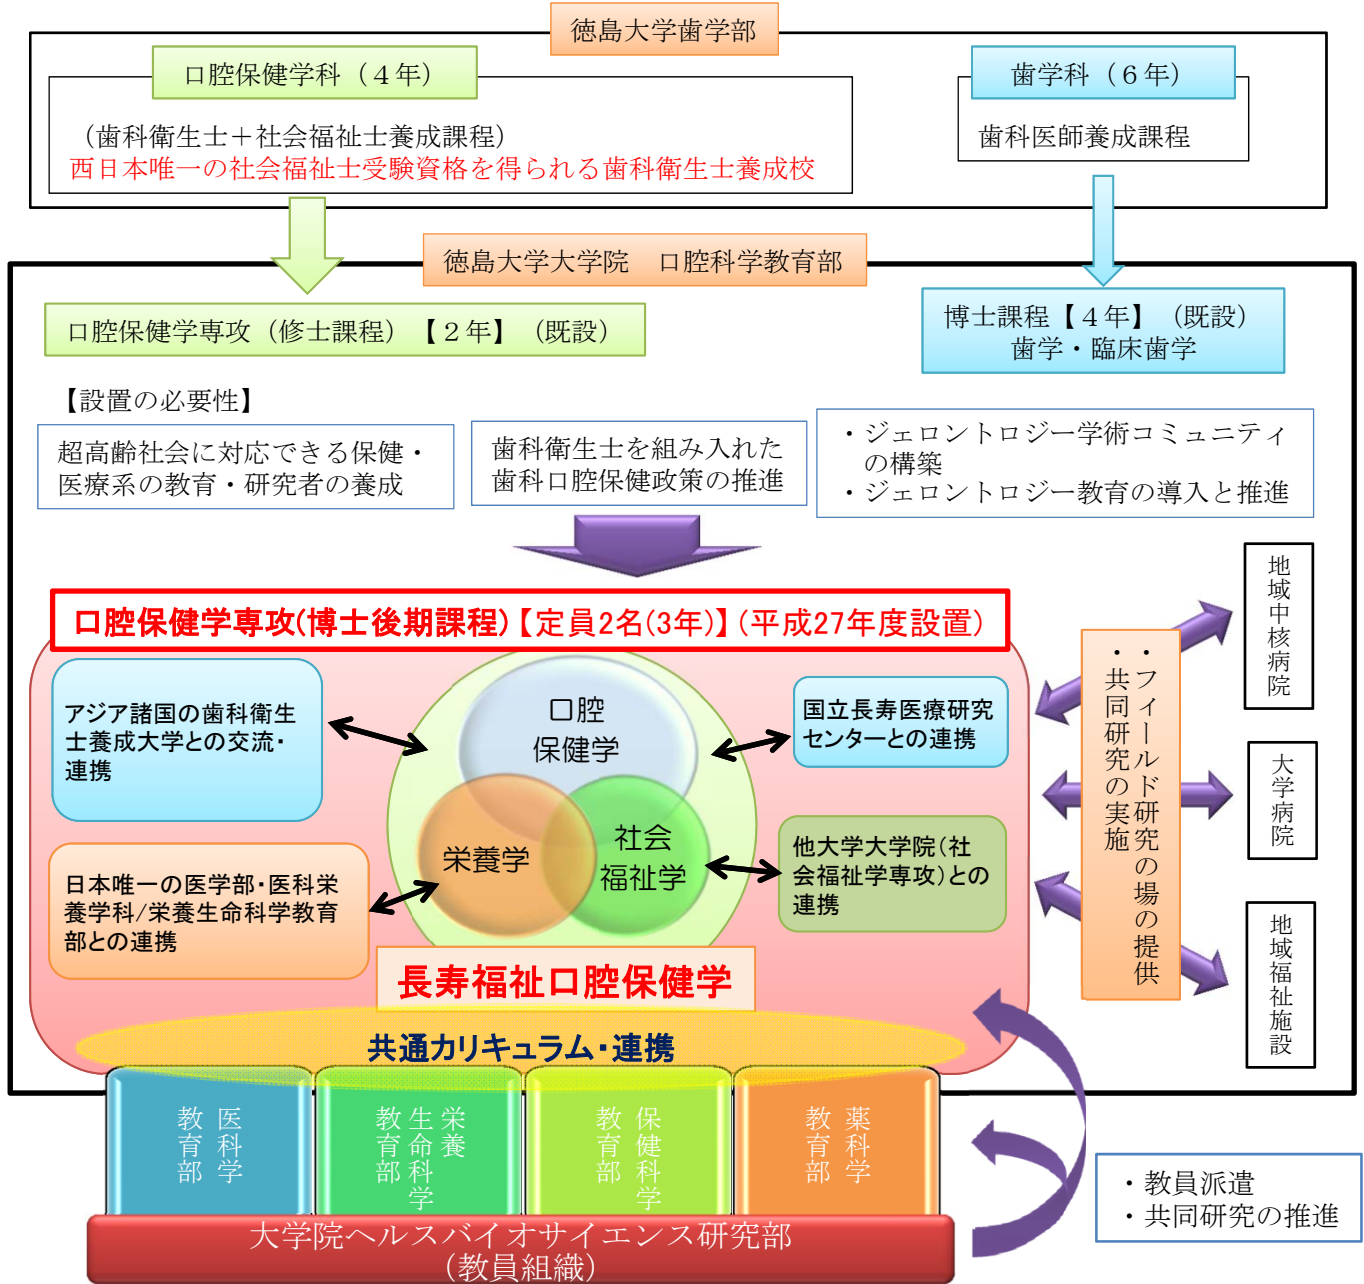 徳島大学歯学部
口腔保健学科（４年）
（歯科衛生士＋社会福祉士養成課程）
西日本唯一の社会福祉士受験資格を得られる歯科衛生士養成校
歯学科（６年）
歯科医師養成課程
徳島大学大学院　口腔科学教育部
口腔保健学専攻（修士課程）【２年】（既設）
博士課程【４年】（既設）
歯学・臨床歯学
【設置の必要性】
超高齢社会に対応できる保健・
医療系の教育・研究者の養成
歯科衛生士を組み入れた
歯科口腔保健政策の推進
・ジェロントロジー学術コミュニティ
の構築
・ジェロントロジー教育の導入と推進
口腔保健学専攻(博士後期課程)【定員2名(3年)】(平成27年度設置)
アジア諸国の歯科衛生
士養成大学との交流・
連携
日本唯一の医学部・医科栄
養学科/栄養生命科学教育
部との連携
口腔
保健学
栄養学
社会
福祉学
国立長寿医療研究
センターとの連携
他大学大学院（社
会福祉学専攻）との
連携
長寿福祉口腔保健学
・フィールド研究の場の提供
・共同研究の実施
地域中核病院
大学病院
地域福祉施設
共通カリキュラム・連携
医科学
教育部
栄養
生命科学
教育部
保健科学
教育部
薬科学
教育部
大学院ヘルスバイオサイエンス研究部
（教員組織）
・教員派遣
・共同研究の推進